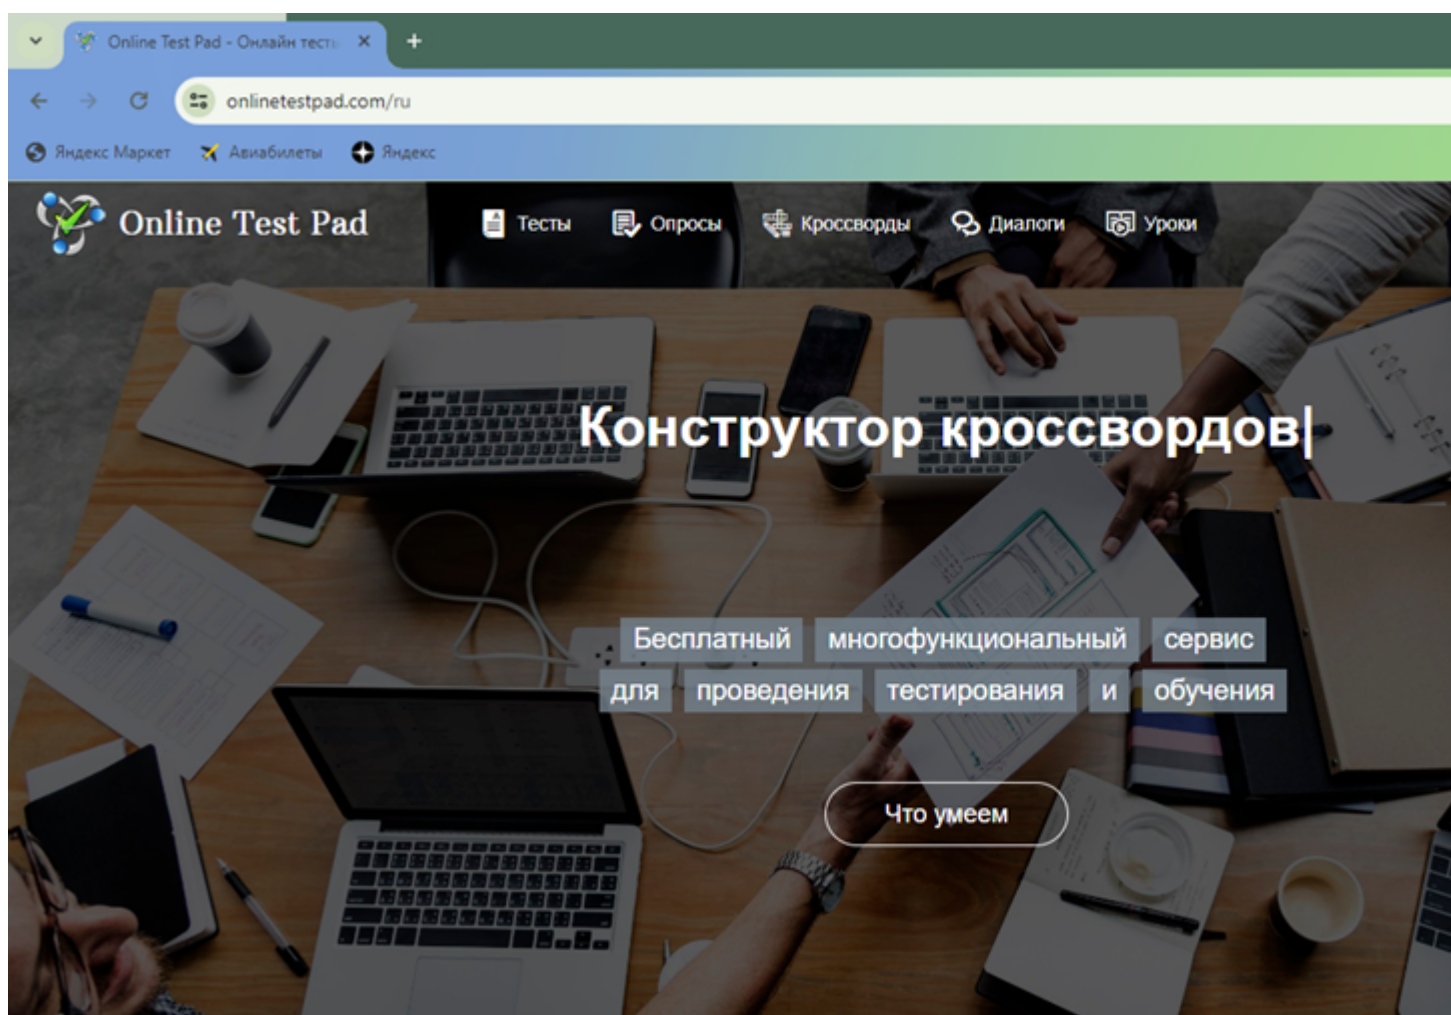 Online Test Pad - Онлайн тесты
onlinetestpad.com/ru
Яндекс Маркет Авиабилеты Яндекс
Online Test Pad Тесты Опросы Кроссворды Диалоги Уроки
Конструктор кроссвордов|
Бесплатный многофункциональный сервис
для проведения тестирования и обучения
Что умеем